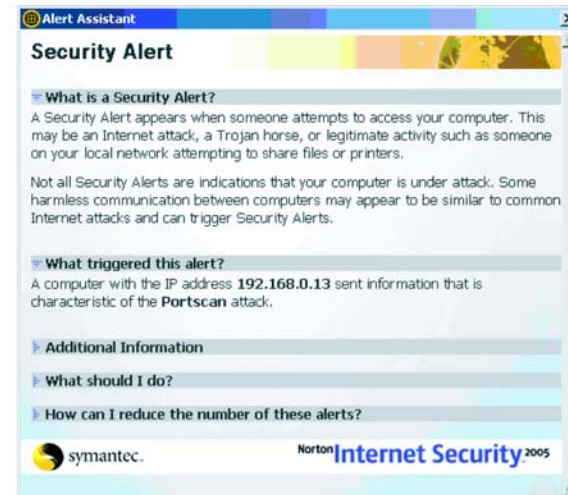 Alert Assistant
Security Alert
What is a Security Alert?
A Security Alert appears when someone attempts to access your computer. This
may be an Internet attack, a Trojan horse, or legitimate activity such as someone
on your local network attempting to share files or printers.
Not all Security Alerts are indications that your computer is under attack. Some
harmless communication between computers may appear to be similar to common
Internet attacks and can trigger Security Alerts.
What triggered this alert?
A computer with the IP address 192.168.0.13 sent information that is
characteristic of the Portscan attack.
Additional Information
What should I do?
How can I reduce the number of these alerts?
symantec.
Norton Internet Security 2005